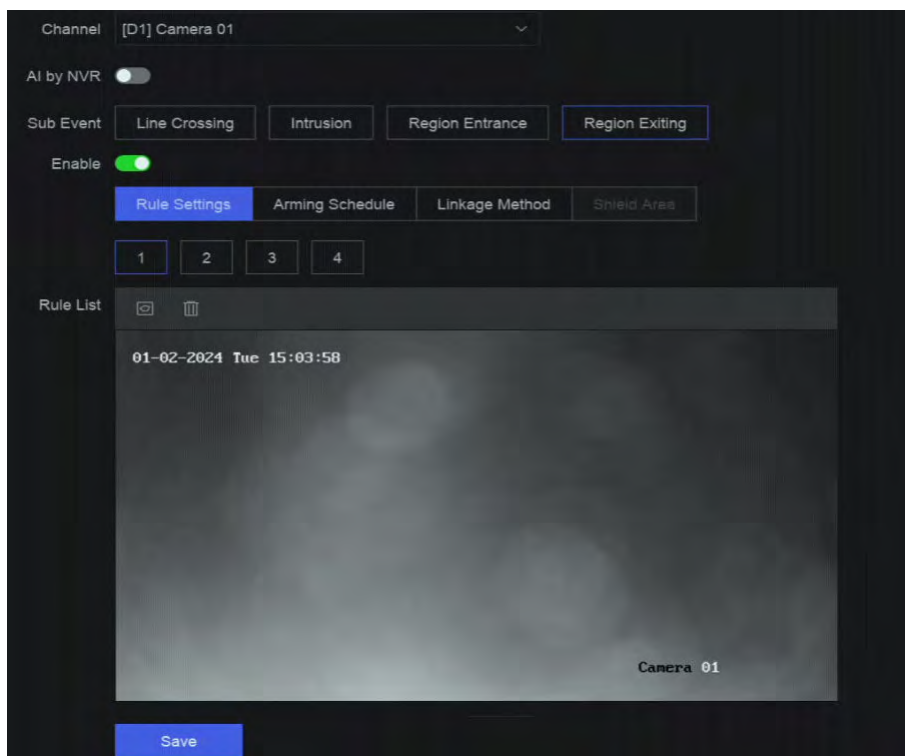 Channel [D1] Camera 01
AI by NVR
Sub Event Line Crossing Intrusion Region Entrance Region Exiting
Enable
Rule Settings Arming Schedule Linkage Method Shield Area
1 2 3 4
Rule List
01-02-2024 Tue 15:03:58
Camera 01
Save